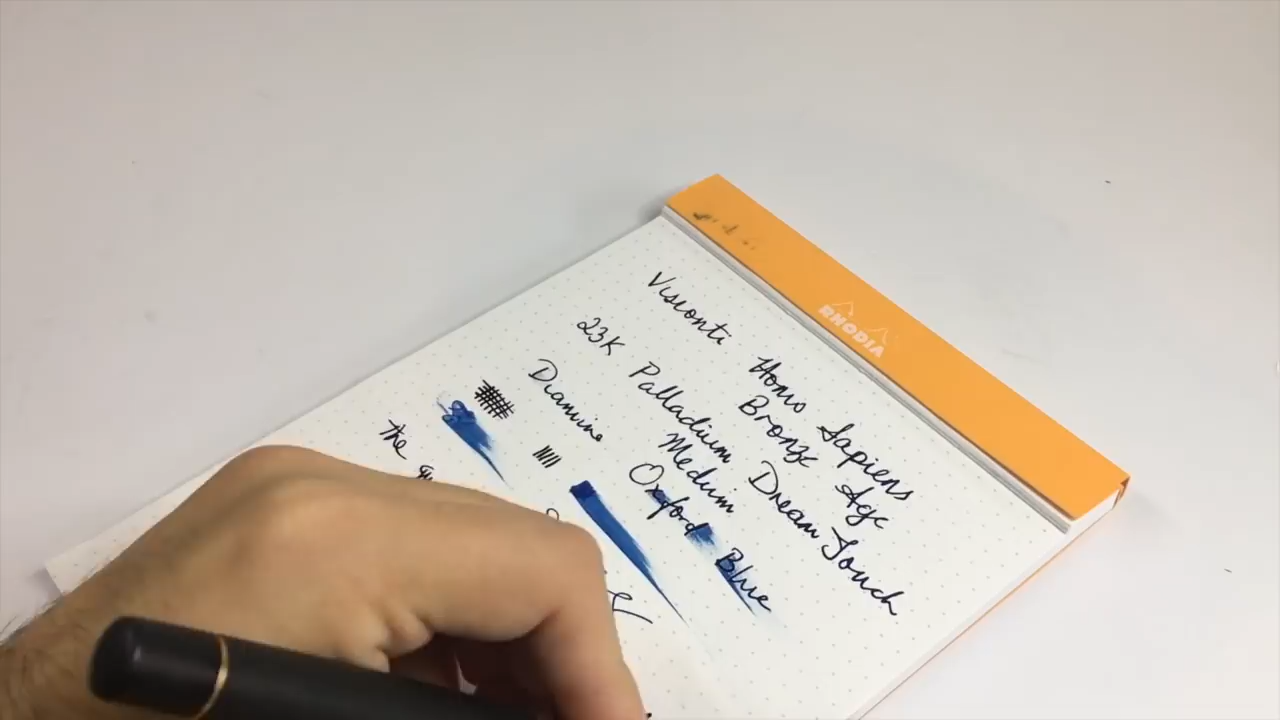 RHODIA
Visconti Homo Sapiens
Bronze Age
23K Palladium Dream Touch
Medium
Diamine Oxford Blue
the